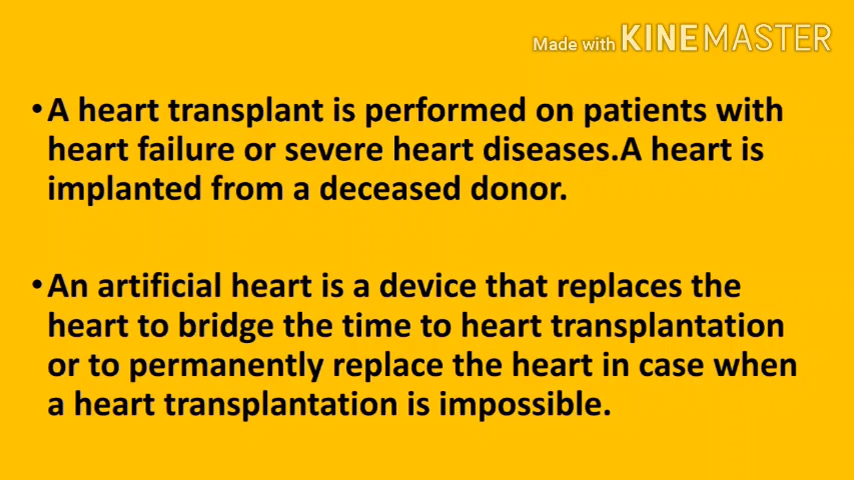 Made with KINEMASTER
•A heart transplant is performed on patients with
heart failure or severe heart diseases.A heart is
implanted from a deceased donor.
•An artificial heart is a device that replaces the
heart to bridge the time to heart transplantation
or to permanently replace the heart in case when
a heart transplantation is impossible.